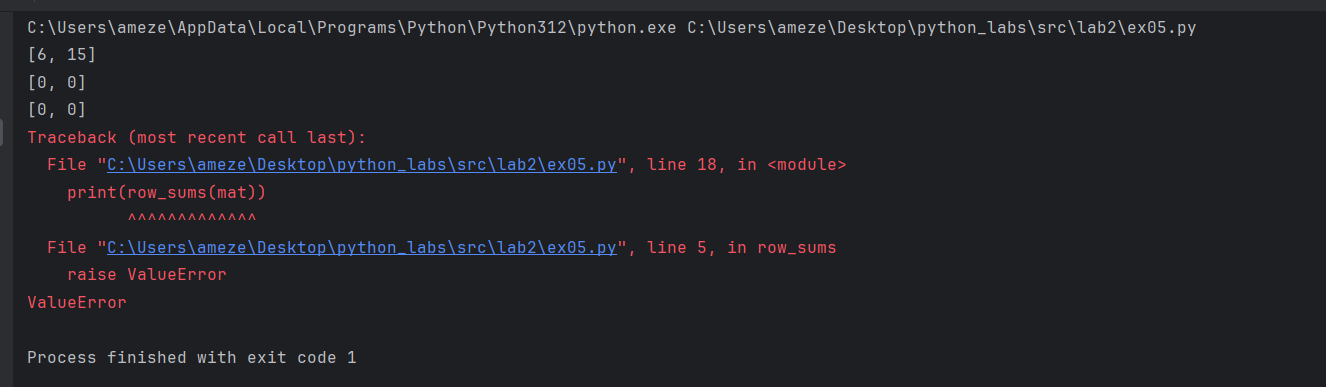 C:\Users\ameze\AppData\Local\Programs\Python\Python312\python.exe C:\Users\ameze\Desktop\python_labs\src\lab2\ex05.py
[6, 15]
[0, 0]
[0, 0]
Traceback (most recent call last):
  File "C:\Users\ameze\Desktop\python_labs\src\lab2\ex05.py", line 18, in <module>
    print(row_sums(mat))
          ^^^^^^^^^^^^^
  File "C:\Users\ameze\Desktop\python_labs\src\lab2\ex05.py", line 5, in row_sums
    raise ValueError
ValueError
Process finished with exit code 1